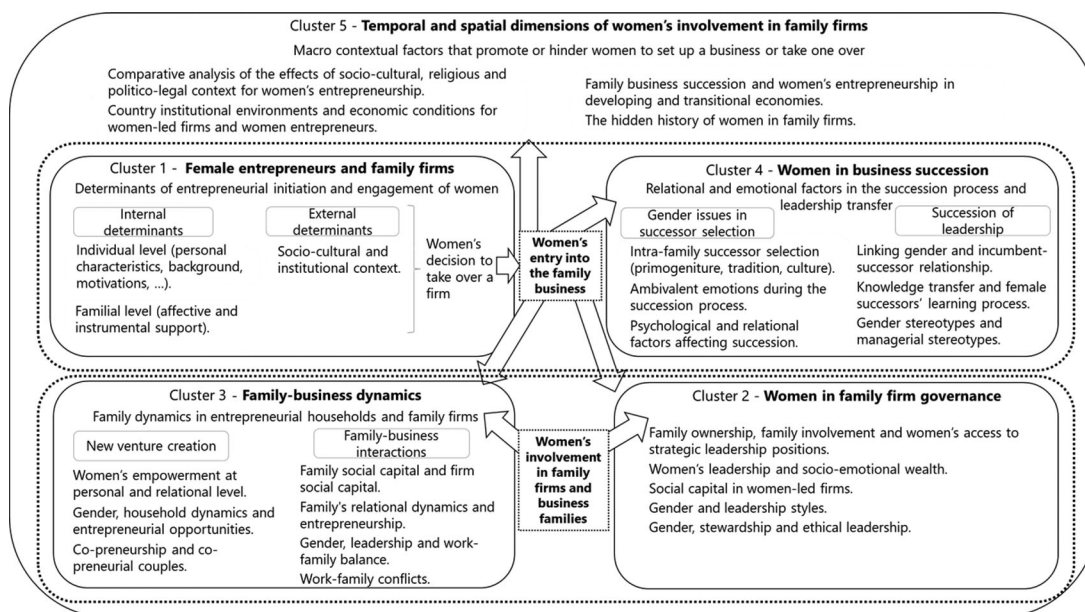 Cluster 5 - Temporal and spatial dimensions of women's involvement in family firms
Macro contextual factors that promote or hinder women to set up a business or take one over
Comparative analysis of the effects of socio-cultural, religious and
politico-legal context for women's entrepreneurship.
Country institutional environments and economic conditions for
women-led firms and women entrepreneurs.
Family business succession and women's entrepreneurship in
developing and transitional economies.
The hidden history of women in family firms.
Cluster 1 - Female entrepreneurs and family firms
Determinants of entrepreneurial initiation and engagement of women
Internal
determinants
Individual level (personal
characteristics, background,
motivations, ...).
Familial level (affective and
instrumental support).
External
determinants
Socio-cultural and
institutional context.
Women's
decision to
take over a
firm
Women's
entry into
the family
business
Cluster 4 - Women in business succession
Relational and emotional factors in the succession process and
leadership transfer
Gender issues in
successor selection
Intra-family successor selection
(primogeniture, tradition, culture).
Ambivalent emotions during the
succession process.
Psychological and relational
factors affecting succession.
Succession of
leadership
Linking gender and incumbent-
successor relationship.
Knowledge transfer and female
successors' learning process.
Gender stereotypes and
managerial stereotypes.
Cluster 3 - Family-business dynamics
Family dynamics in entrepreneurial households and family firms
New venture creation
Women's empowerment at
personal and relational level.
Gender, household dynamics and
entrepreneurial opportunities.
Co-preneurship and co-
preneurial couples.
Family-business
interactions
Family social capital and firm
social capital.
Family's relational dynamics and
entrepreneurship.
Gender, leadership and work-
family balance.
Work-family conflicts.
Women's
involvement
in family
firms and
business
families
Cluster 2 - Women in family firm governance
Family ownership, family involvement and women's access to
strategic leadership positions.
Women's leadership and socio-emotional wealth.
Social capital in women-led firms.
Gender and leadership styles.
Gender, stewardship and ethical leadership.